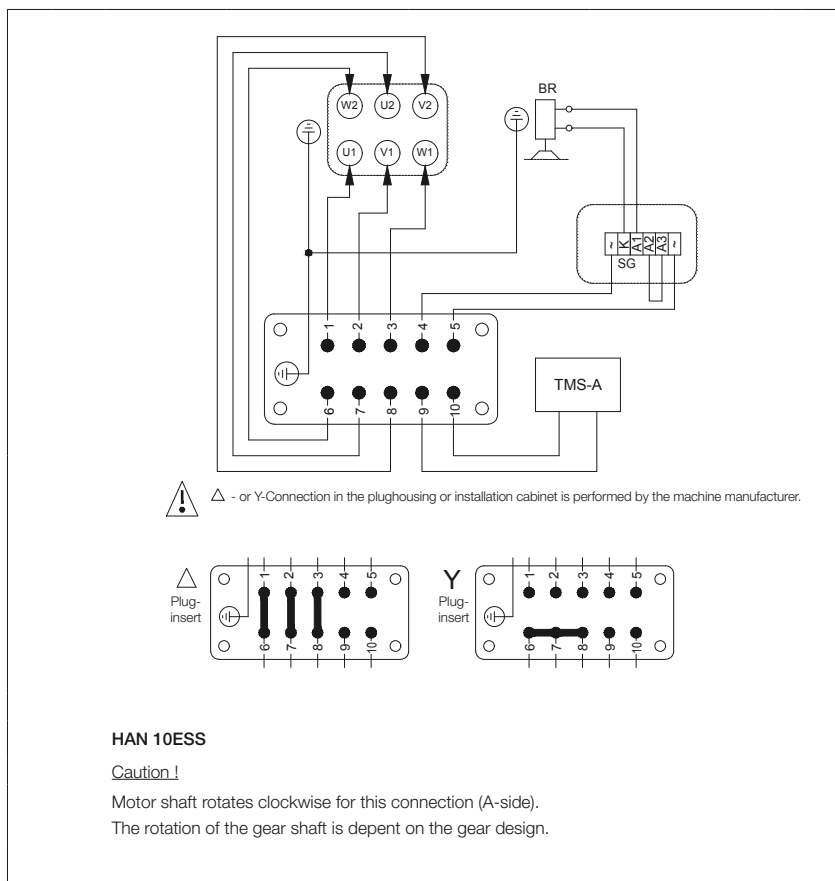 W2 U2 V2
U1 V1 W1
BR
~ K A1 A2 A3 ~
SG
1 2 3 4 5
6 7 8 9 10
TMS-A
△ - or Y-Connection in the plughousing or installation cabinet is performed by the machine manufacturer.
△
Plug-
insert
1 2 3 4 5
6 7 8 9 10
Y
Plug-
insert
1 2 3 4 5
6 7 8 9 10
HAN 10ESS
Caution !
Motor shaft rotates clockwise for this connection (A-side).
The rotation of the gear shaft is depent on the gear design.